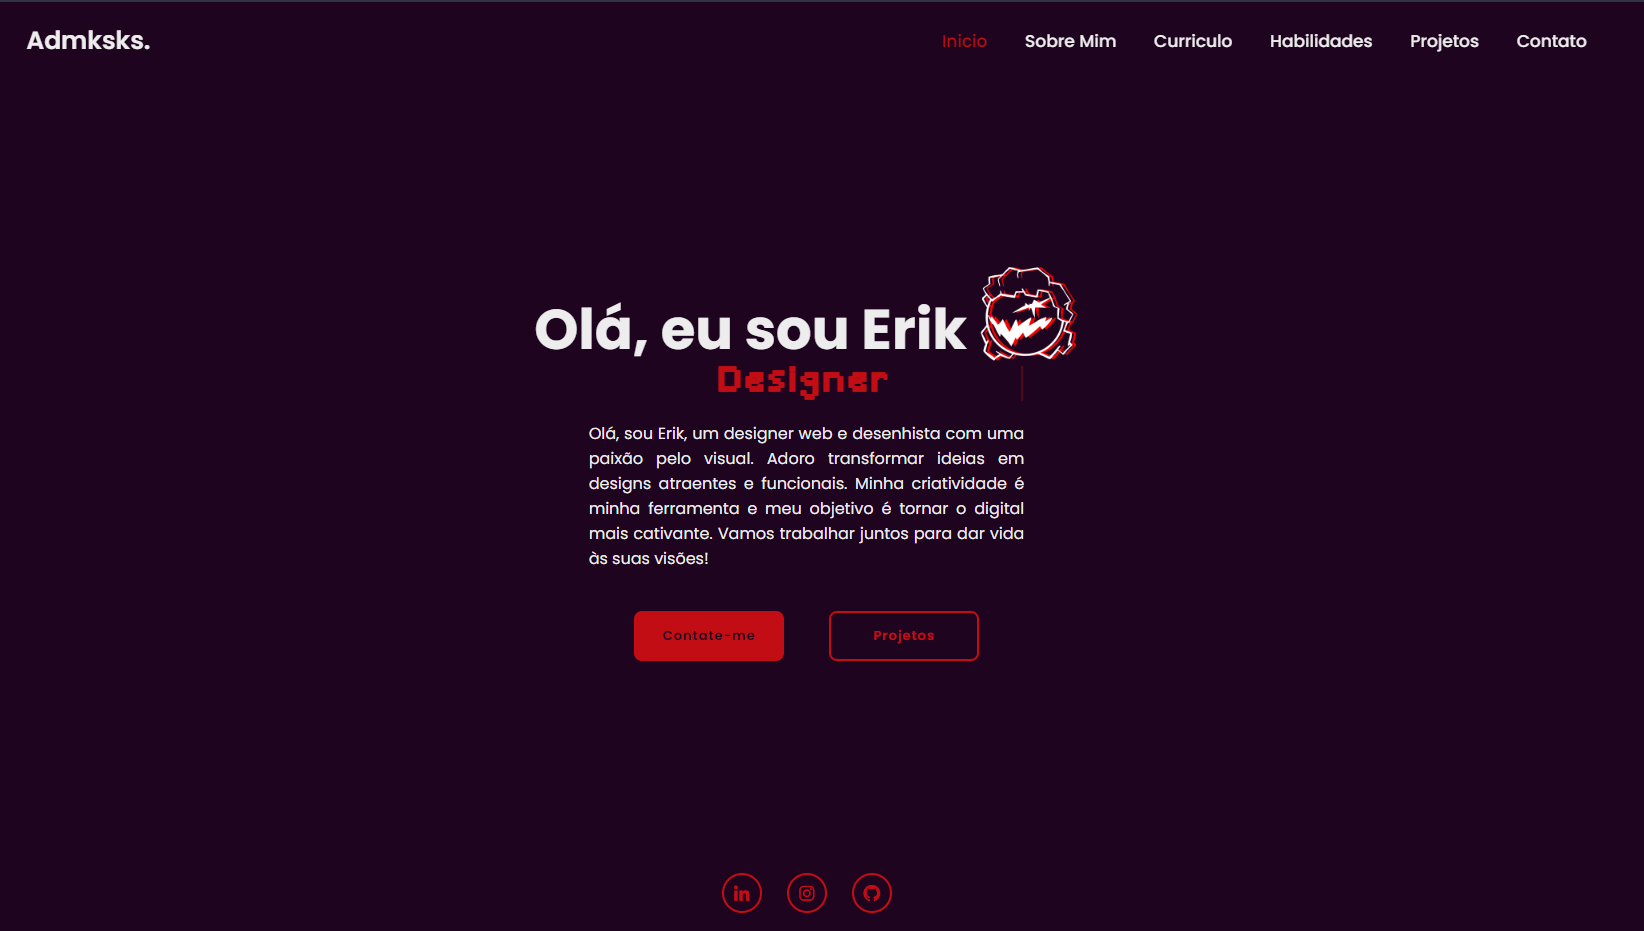 Admksks.
Inicio Sobre Mim Curriculo Habilidades Projetos Contato
Olá, eu sou Erik
Designer
Olá, sou Erik, um designer web e desenhista com uma
paixão pelo visual. Adoro transformar ideias em
designs atraentes e funcionais. Minha criatividade é
minha ferramenta e meu objetivo é tornar o digital
mais cativante. Vamos trabalhar juntos para dar vida
às suas visões!
Contate-me Projetos
in